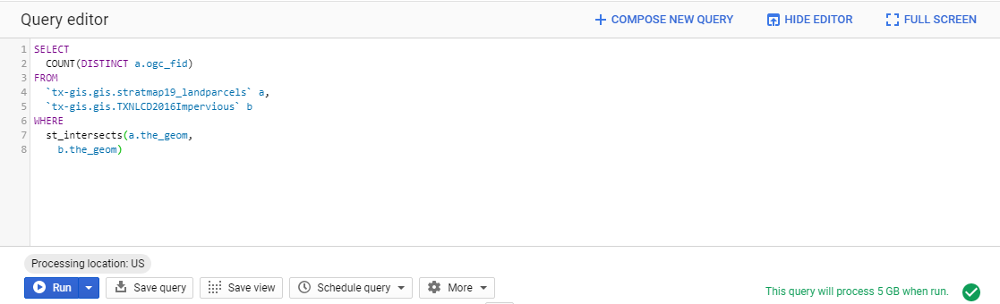 Query editor
COMPOSE NEW QUERY
HIDE EDITOR
FULL SCREEN
1 SELECT
2 COUNT(DISTINCT a.ogc_fid)
3 FROM
4 `tx-gis.gis.stratmap19_landparcels` a,
5 `tx-gis.gis.TXNLCD2016Impervious` b
6 WHERE
7 st_intersects(a.the_geom,
8 b.the_geom)
Processing location: US
Run
Save query
Save view
Schedule query
More
This query will process 5 GB when run.